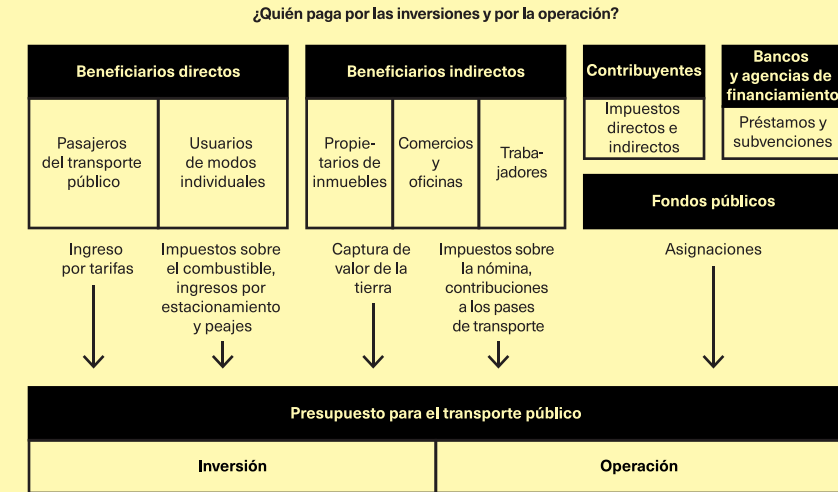 ¿Quién paga por las inversiones y por la operación?
Beneficiarios directos
Pasajeros
del transporte
público
Usuarios
de modos
individuales
Beneficiarios indirectos
Propie-
tarios de
inmuebles
Comercios
y
oficinas
Traba-
jadores
Contribuyentes
Impuestos
directos e
indirectos
Bancos
y agencias de
financiamiento
Préstamos y
subvenciones
Fondos públicos
Ingreso
por tarifas
Impuestos sobre
el combustible,
ingresos por
estacionamiento
y peajes
Captura de
valor de la
tierra
Impuestos sobre
la nómina,
contribuciones
a los pases
de transporte
Asignaciones
Presupuesto para el transporte público
Inversión
Operación